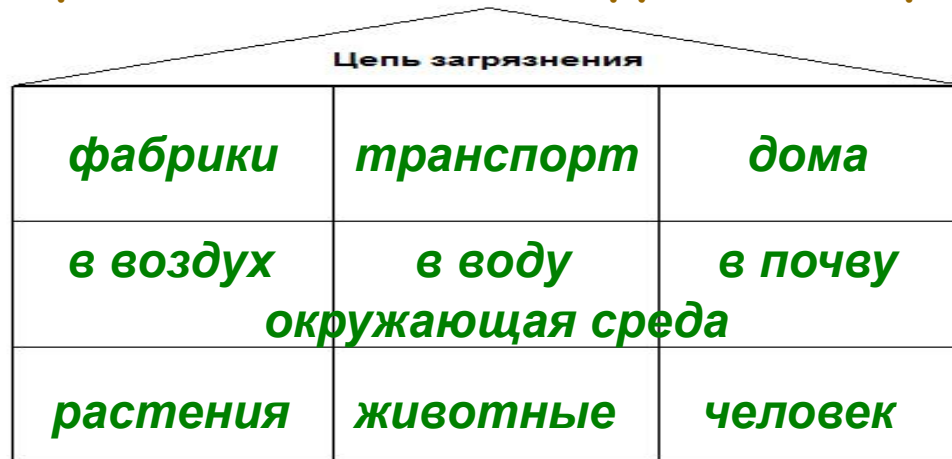 Цепь загрязнения
фабрики транспорт дома
в воздух в воду в почву
окружающая среда
растения животные человек